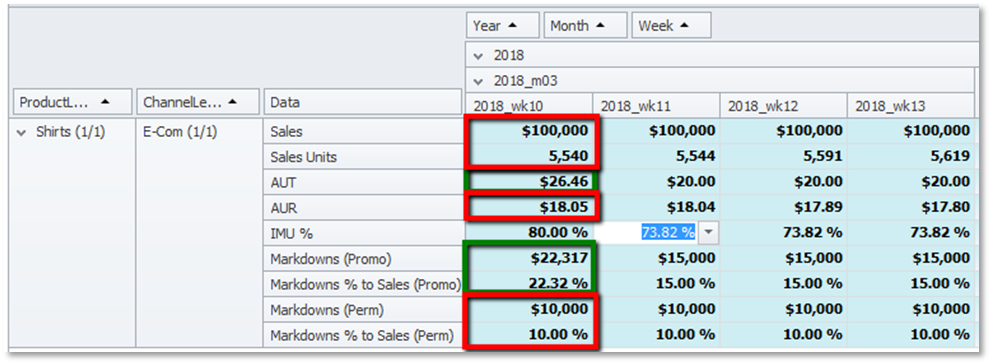 Year Month Week
2018
2018_m03
ProductL... ChannelLe... Data 2018_wk10 2018_wk11 2018_wk12 2018_wk13
Shirts (1/1) E-Com (1/1) Sales $100,000 $100,000 $100,000 $100,000
Sales Units 5,540 5,544 5,591 5,619
AUT $26.46 $20.00 $20.00 $20.00
AUR $18.05 $18.04 $17.89 $17.80
IMU % 80.00 % 73.82 % 73.82 % 73.82 %
Markdowns (Promo) $22,317 $15,000 $15,000 $15,000
Markdowns % to Sales (Promo) 22.32 % 15.00 % 15.00 % 15.00 %
Markdowns (Perm) $10,000 $10,000 $10,000 $10,000
Markdowns % to Sales (Perm) 10.00 % 10.00 % 10.00 % 10.00 %